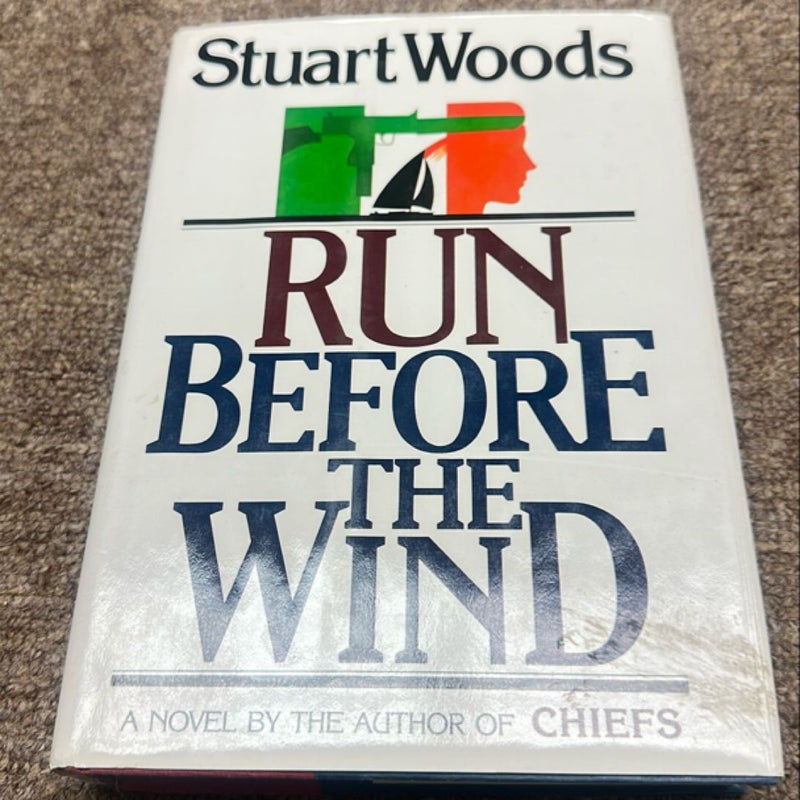 Stuart Woods
RUN
BEFORE
THE
WIND
A NOVEL BY THE AUTHOR OF CHIEFS